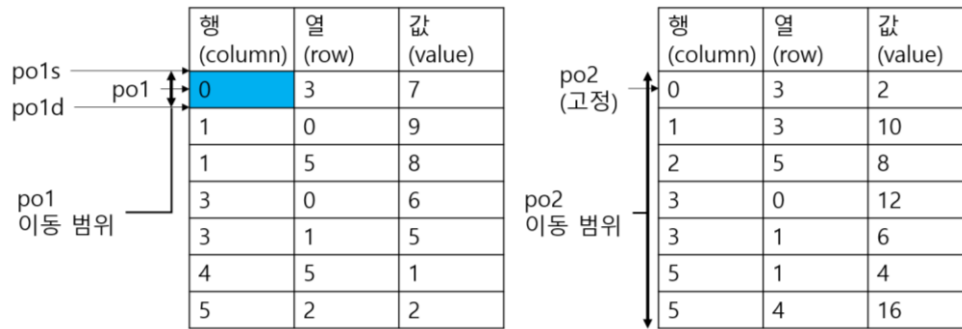 행 (column) 열 (row) 값 (value)
0 3 7
1 0 9
1 5 8
3 0 6
3 1 5
4 5 1
5 2 2
po1s
po1
po1d
po1
이동 범위
행 (column) 열 (row) 값 (value)
0 3 2
1 3 10
2 5 8
3 0 12
3 1 6
5 1 4
5 4 16
po2
(고정)
po2
이동 범위